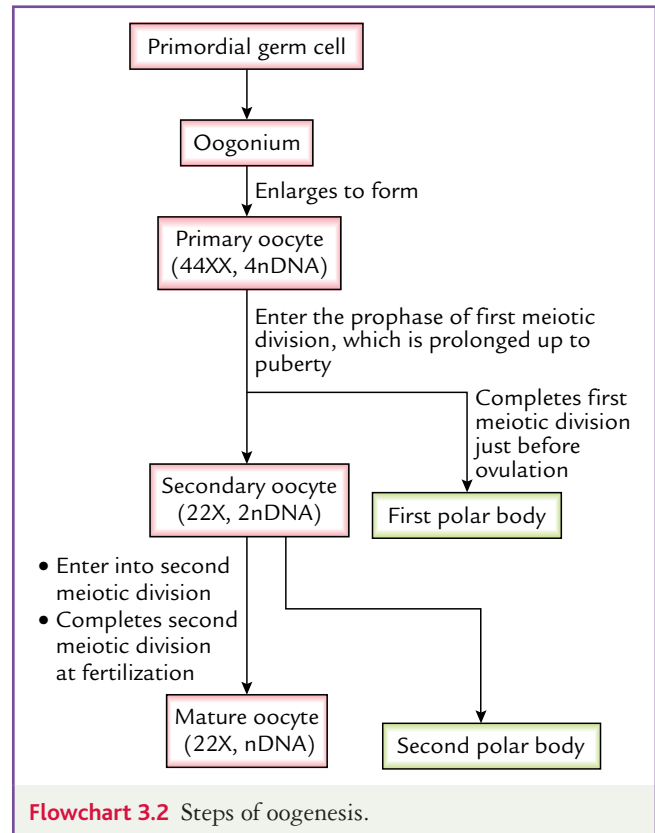 Primordial germ cell
Oogonium
Enlarges to form
Primary oocyte
(44XX, 4nDNA)
Enter the prophase of first meiotic
division, which is prolonged up to
puberty
Completes first
meiotic division
just before
ovulation
Secondary oocyte
(22X, 2nDNA)
First polar body
• Enter into second
meiotic division
• Completes second
meiotic division
at fertilization
Mature oocyte
(22X, nDNA)
Second polar body
Flowchart 3.2 Steps of oogenesis.